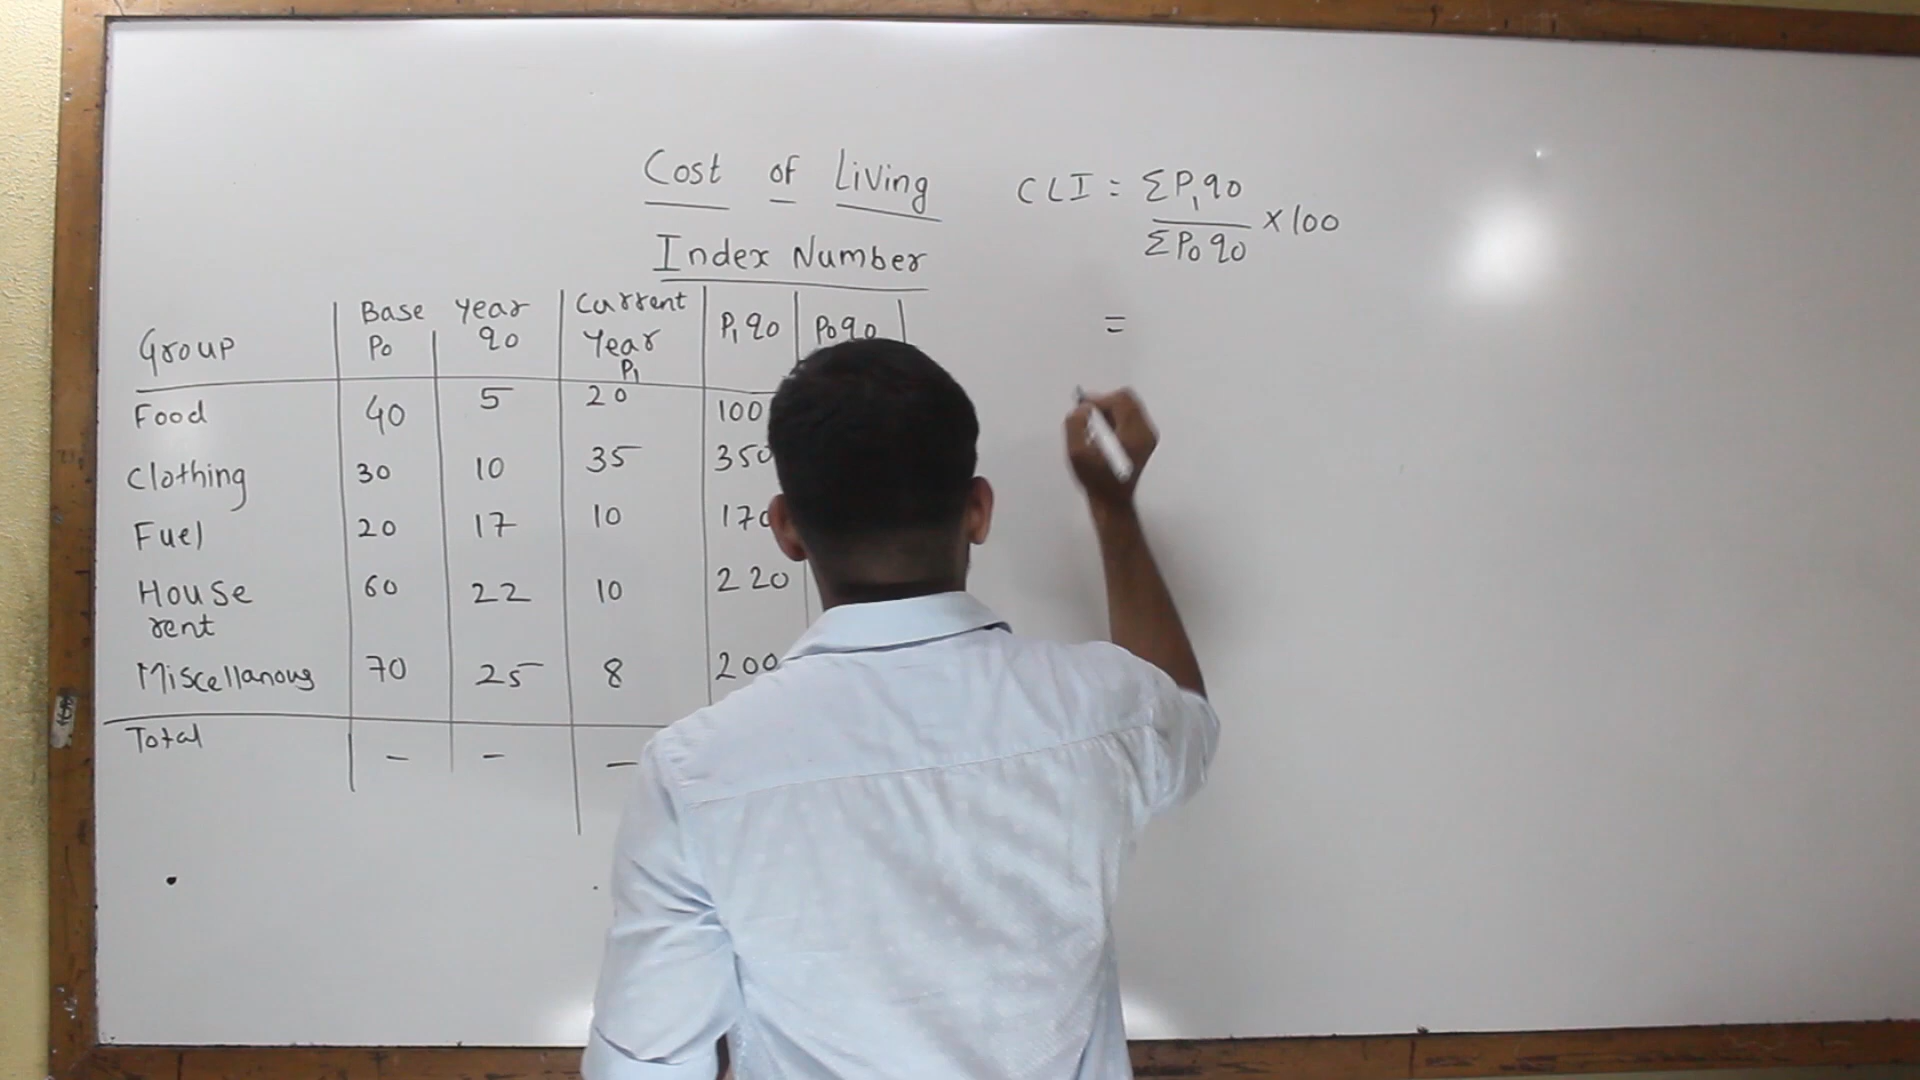 Cost of Living
Index Number
CLI = ΣP₁q0
ΣP0q0 ×100
=
Group | Base Year | Current Year
P0 | q0 | P₁ | P₁q0 | P0q0
Food 40 5 20 100
Clothing 30 10 35 350
Fuel 20 17 10 170
House rent 60 22 10 220
Miscellanous 70 25 8 200
Total – – –